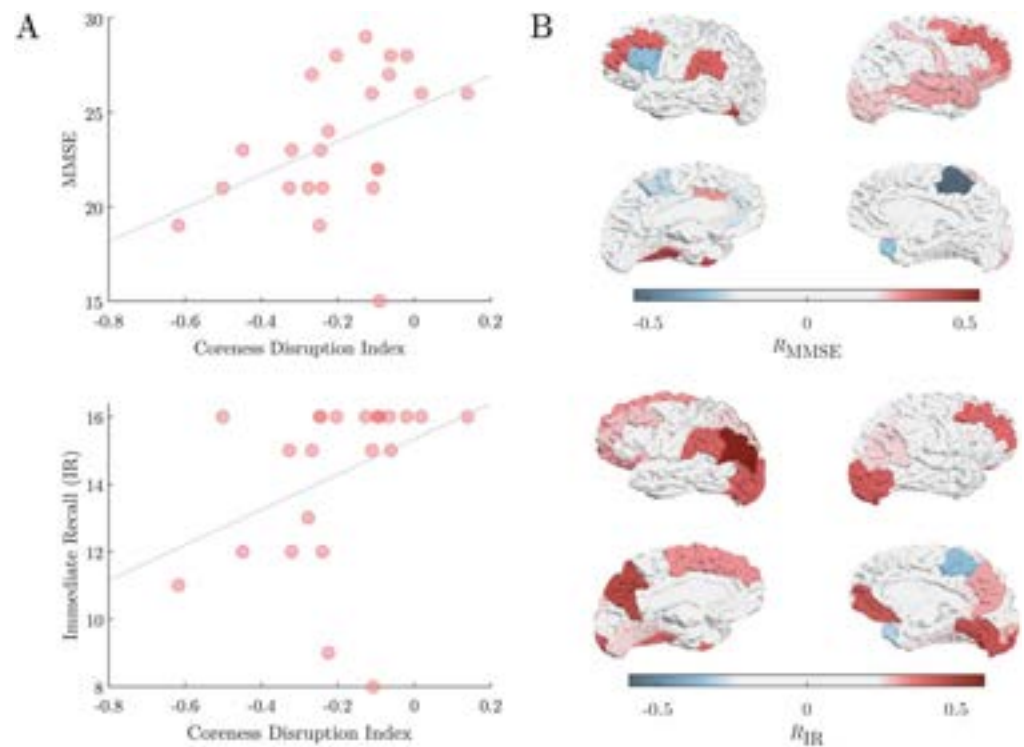 A
B
30
25
20
15
MMSE
-0.8 -0.6 -0.4 -0.2 0 0.2
Coreness Disruption Index
-0.5 0 0.5
RMMSE
16
14
12
10
8
Immediate Recall (IR)
-0.8 -0.6 -0.4 -0.2 0 0.2
Coreness Disruption Index
-0.5 0 0.5
RIR